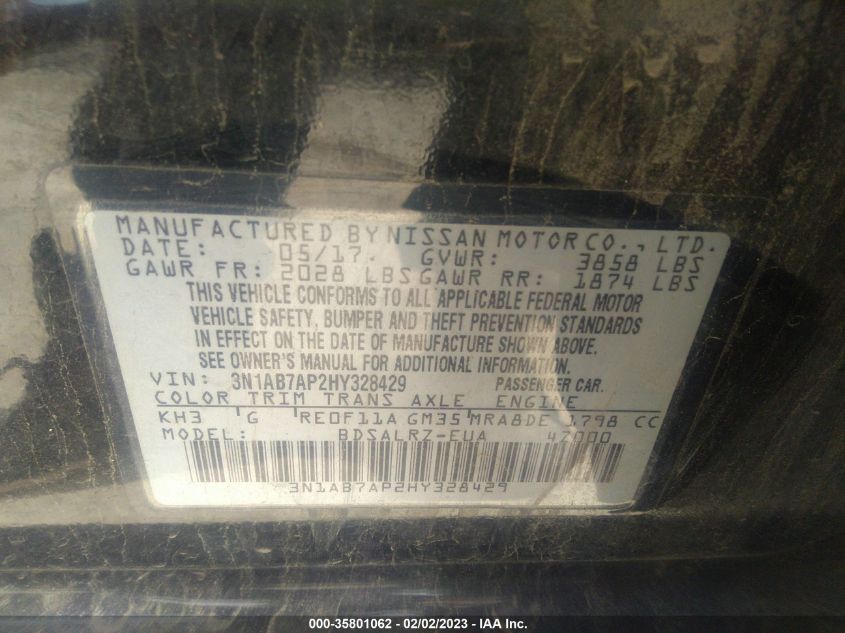 MANUFACTURED BY NISSAN MOTOR CO., LTD.
DATE: 05/17. GVWR: 3858 LBS
GAWR FR: 2028 LBS GAWR RR: 1874 LBS
THIS VEHICLE CONFORMS TO ALL APPLICABLE FEDERAL MOTOR
VEHICLE SAFETY, BUMPER AND THEFT PREVENTION STANDARDS
IN EFFECT ON THE DATE OF MANUFACTURE SHOWN ABOVE.
SEE OWNER'S MANUAL FOR ADDITIONAL INFORMATION.
VIN: 3N1AB7AP2HY328429 PASSENGER CAR.
COLOR TRIM TRANS AXLE ENGINE
KH3 G RE0F11A GM35 MRA8DE 1798 CC
MODEL: BDSALRZ-EUA 4Z000
3N1AB7AP2HY328429
000-35801062 - 02/02/2023 - IAA Inc.